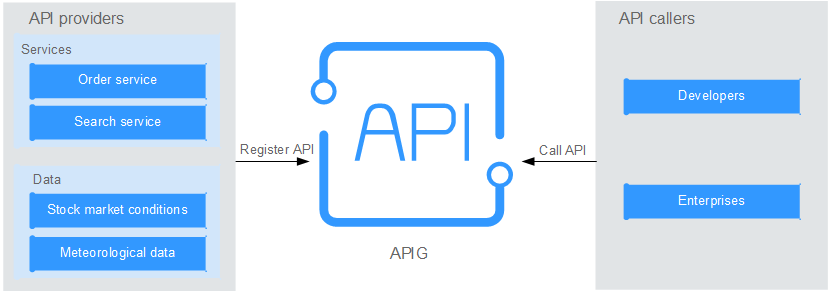 API providers
Services
Order service
Search service
Data
Stock market conditions
Meteorological data
Register API
API
APIG
Call API
API callers
Developers
Enterprises